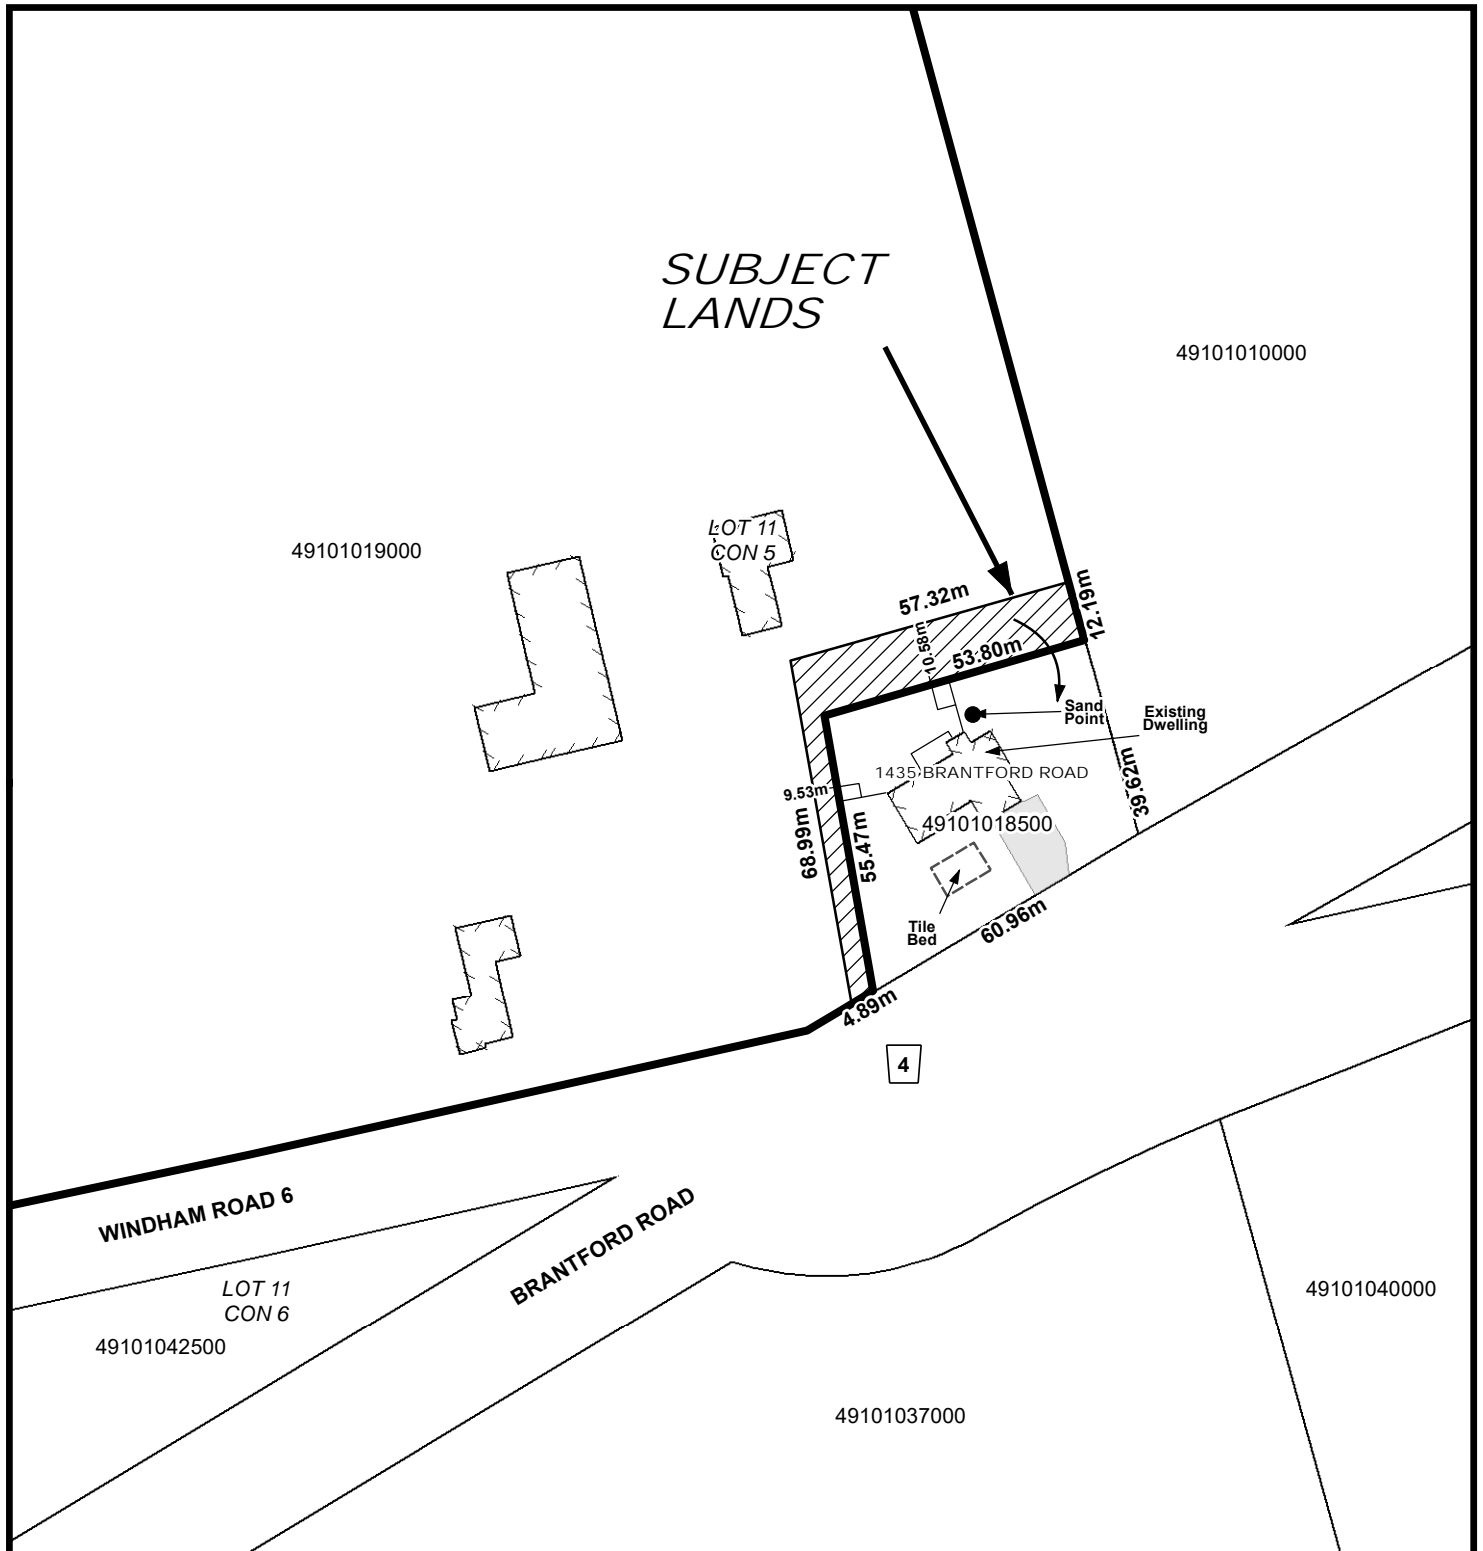 SUBJECT
LANDS
49101010000
49101019000
LOT 11
CON 5
57.32m
12.19m
10.58m
53.80m
Sand
Point
Existing
Dwelling
1435 BRANTFORD ROAD
9.53m
39.62m
68.99m
55.47m
49101018500
Tile
Bed
60.96m
4.89m
4
WINDHAM ROAD 6
BRANTFORD ROAD
LOT 11
CON 6
49101042500
49101040000
49101037000